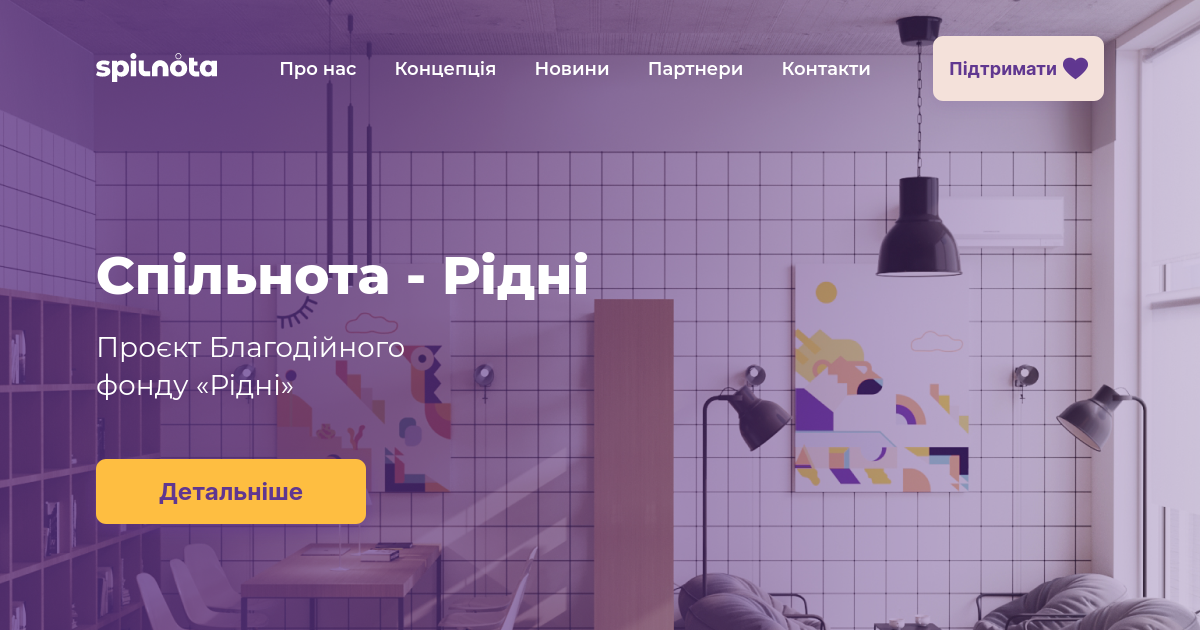 spilnota
Про нас
Концепція
Новини
Партнери
Контакти
Підтримати
Спільнота - Рідні
Проєкт Благодійного
фонду «Рідні»
Детальніше